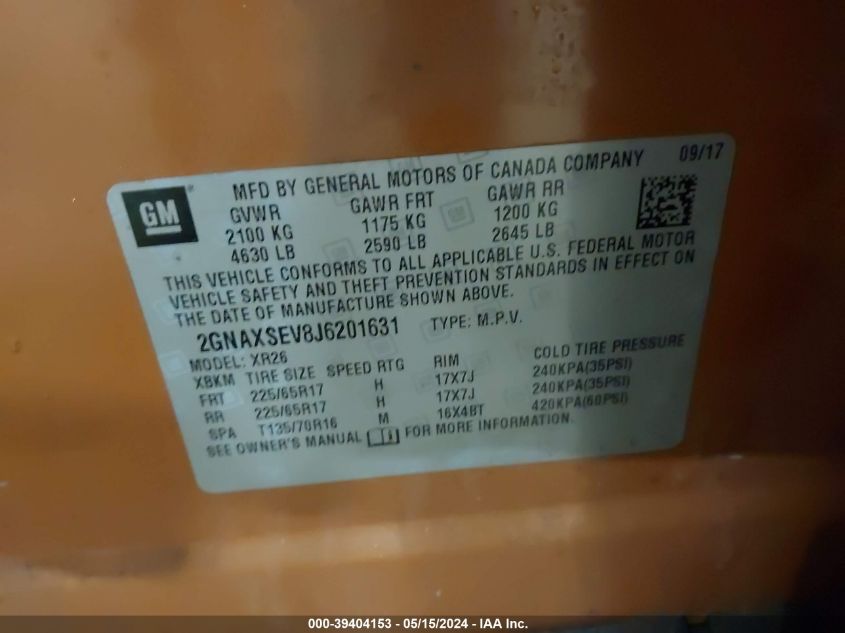 GM
MFD BY GENERAL MOTORS OF CANADA COMPANY 09/17
GVWR GAWR FRT GAWR RR
2100 KG 1175 KG 1200 KG
4630 LB 2590 LB 2645 LB
THIS VEHICLE CONFORMS TO ALL APPLICABLE U.S. FEDERAL MOTOR
VEHICLE SAFETY AND THEFT PREVENTION STANDARDS IN EFFECT ON
THE DATE OF MANUFACTURE SHOWN ABOVE.
2GNAXSEV8J6201631 TYPE: M.P.V.
MODEL: XR26
XBKM TIRE SIZE SPEED RTG RIM COLD TIRE PRESSURE
FRT 225/65R17 H 17X7J 240KPA(35PSI)
RR 225/65R17 H 17X7J 240KPA(35PSI)
SPA T135/70R16 M 16X4BT 420KPA(60PSI)
SEE OWNER'S MANUAL FOR MORE INFORMATION.
000-39404153 - 05/15/2024 - IAA Inc.